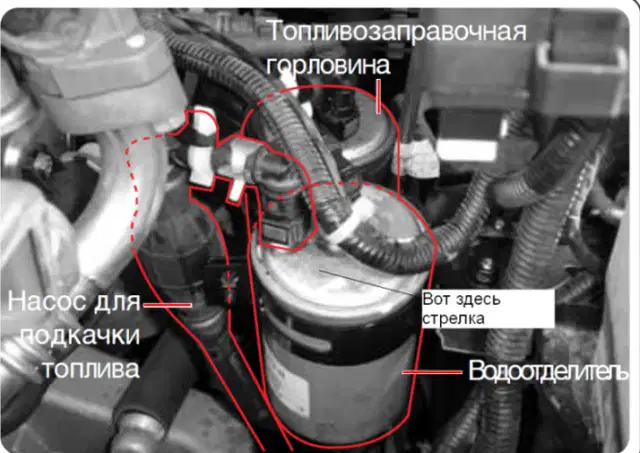 Топливозаправочная
горловина
Вот здесь
стрелка
Насос для
подкачки
топлива
Водоотделитель